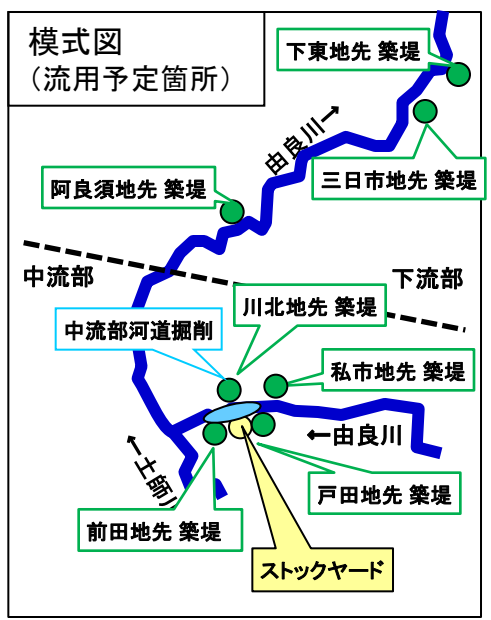 模式図
（流用予定箇所）
下東地先 築堤
由良川→
三日市地先 築堤
阿良須地先 築堤
中流部
下流部
川北地先 築堤
中流部河道掘削
私市地先 築堤
←由良川
←土師川
戸田地先 築堤
前田地先 築堤
ストックヤード